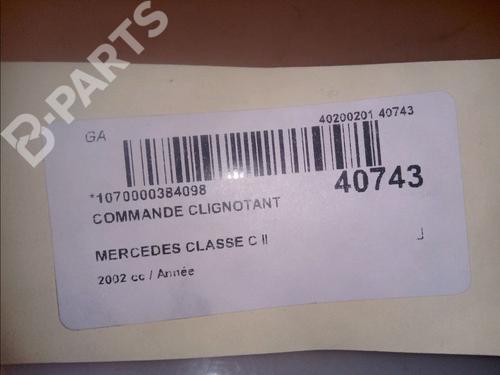 B-PARTS
GA
40200201 40743
*1070000384098
40743
COMMANDE CLIGNOTANT
MERCEDES CLASSE C II
J
2002 cc / Année